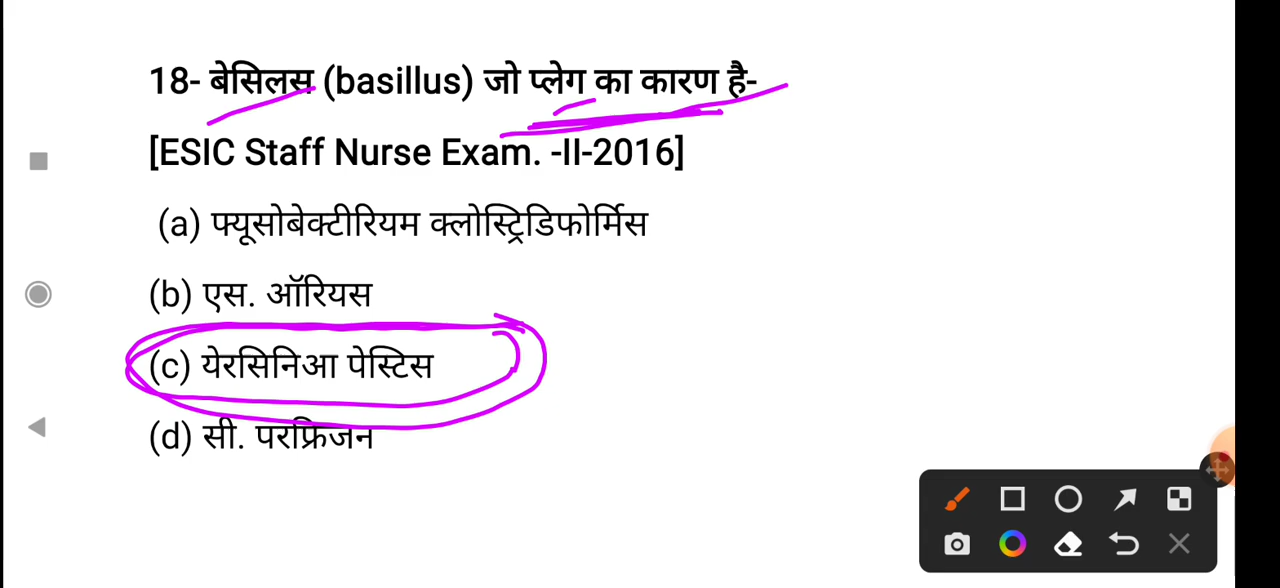 18- बेसिलस (basillus) जो प्लेग का कारण है-
[ESIC Staff Nurse Exam. -II-2016]
(a) फ्यूसोबेक्टीरियम क्लोस्ट्रिडिफोर्मिस
(b) एस. ऑरियस
(c) येरसिनिआ पेस्टिस
(d) सी. परफ्रिजन